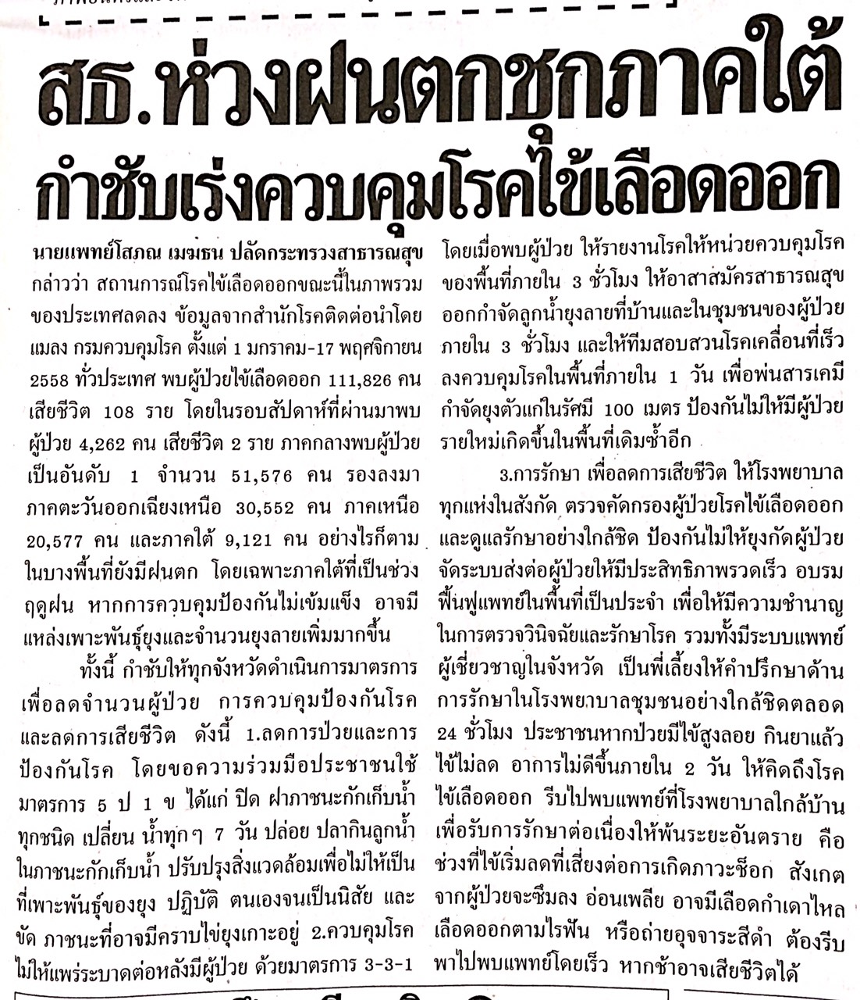 สธ.ห่วงฝนตกชุกภาคใต้
กำชับเร่งควบคุมโรคไข้เลือดออก
นายแพทย์โสภณ เมฆธน ปลัดกระทรวงสาธารณสุข
กล่าวว่า สถานการณ์โรคไข้เลือดออกขณะนี้ในภาพรวม
ของประเทศลดลง ข้อมูลจากสำนักโรคติดต่อนำโดย
แมลง กรมควบคุมโรค ตั้งแต่ 1 มกราคม-17 พฤศจิกายน
2558 ทั่วประเทศ พบผู้ป่วยไข้เลือดออก 111,826 คน
เสียชีวิต 108 ราย โดยในรอบสัปดาห์ที่ผ่านมาพบ
ผู้ป่วย 4,262 คน เสียชีวิต 2 ราย ภาคกลางพบผู้ป่วย
เป็นอันดับ 1 จำนวน 51,576 คน รองลงมา
ภาคตะวันออกเฉียงเหนือ 30,552 คน ภาคเหนือ
20,577 คน และภาคใต้ 9,121 คน อย่างไรก็ตาม
ในบางพื้นที่ยังมีฝนตก โดยเฉพาะภาคใต้ที่เป็นช่วง
ฤดูฝน หากการควบคุมป้องกันไม่เข้มแข็ง อาจมี
แหล่งเพาะพันธุ์ยุงและจำนวนยุงลายเพิ่มมากขึ้น
ทั้งนี้ กำชับให้ทุกจังหวัดดำเนินการมาตรการ
เพื่อลดจำนวนผู้ป่วย การควบคุมป้องกันโรค
และลดการเสียชีวิต ดังนี้ 1.ลดการป่วยและการ
ป้องกันโรค โดยขอความร่วมมือประชาชนใช้
มาตรการ 5 ป 1 ข ได้แก่ ปิด ฝาภาชนะกักเก็บน้ำ
ทุกชนิด เปลี่ยน น้ำทุกๆ 7 วัน ปล่อย ปลากินลูกน้ำ
ในภาชนะกักเก็บน้ำ ปรับปรุงสิ่งแวดล้อมเพื่อไม่ให้เป็น
ที่เพาะพันธุ์ของยุง ปฏิบัติ ตนเองจนเป็นนิสัย และ
ขัด ภาชนะที่อาจมีคราบไข่ยุงเกาะอยู่ 2.ควบคุมโรค
ไม่ให้แพร่ระบาดต่อหลังมีผู้ป่วย ด้วยมาตรการ 3-3-1
โดยเมื่อพบผู้ป่วย ให้รายงานโรคให้หน่วยควบคุมโรค
ของพื้นที่ภายใน 3 ชั่วโมง ให้อาสาสมัครสาธารณสุข
ออกกำจัดลูกน้ำยุงลายที่บ้านและในชุมชนของผู้ป่วย
ภายใน 3 ชั่วโมง และให้ทีมสอบสวนโรคเคลื่อนที่เร็ว
ลงควบคุมโรคในพื้นที่ภายใน 1 วัน เพื่อพ่นสารเคมี
กำจัดยุงตัวแก่ในรัศมี 100 เมตร ป้องกันไม่ให้มีผู้ป่วย
รายใหม่เกิดขึ้นในพื้นที่เดิมซ้ำอีก
3.การรักษา เพื่อลดการเสียชีวิต ให้โรงพยาบาล
ทุกแห่งในสังกัด ตรวจคัดกรองผู้ป่วยโรคไข้เลือดออก
และดูแลรักษาอย่างใกล้ชิด ป้องกันไม่ให้ยุงกัดผู้ป่วย
จัดระบบส่งต่อผู้ป่วยให้มีประสิทธิภาพรวดเร็ว อบรม
ฟื้นฟูแพทย์ในพื้นที่เป็นประจำ เพื่อให้มีความชำนาญ
ในการตรวจวินิจฉัยและรักษาโรค รวมทั้งมีระบบแพทย์
ผู้เชี่ยวชาญในจังหวัด เป็นพี่เลี้ยงให้คำปรึกษาด้าน
การรักษาในโรงพยาบาลชุมชนอย่างใกล้ชิดตลอด
24 ชั่วโมง ประชาชนหากป่วยมีไข้สูงลอย กินยาแล้ว
ไข้ไม่ลด อาการไม่ดีขึ้นภายใน 2 วัน ให้คิดถึงโรค
ไข้เลือดออก รีบไปพบแพทย์ที่โรงพยาบาลใกล้บ้าน
เพื่อรับการรักษาต่อเนื่องให้พ้นระยะอันตราย คือ
ช่วงที่ไข้เริ่มลดที่เสี่ยงต่อการเกิดภาวะช็อก สังเกต
จากผู้ป่วยจะซึมลง อ่อนเพลีย อาจมีเลือดกำเดาไหล
เลือดออกตามไรฟัน หรือถ่ายอุจจาระสีดำ ต้องรีบ
พาไปพบแพทย์โดยเร็ว หากช้าอาจเสียชีวิตได้